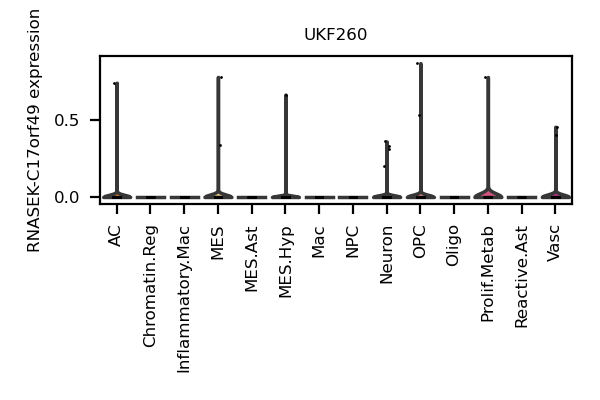 UKF260
RNASEK-C17orf49 expression
0.5
0.0
AC
Chromatin.Reg
Inflammatory.Mac
MES
MES.Ast
MES.Hyp
Mac
NPC
Neuron
OPC
Oligo
Prolif.Metab
Reactive.Ast
Vasc